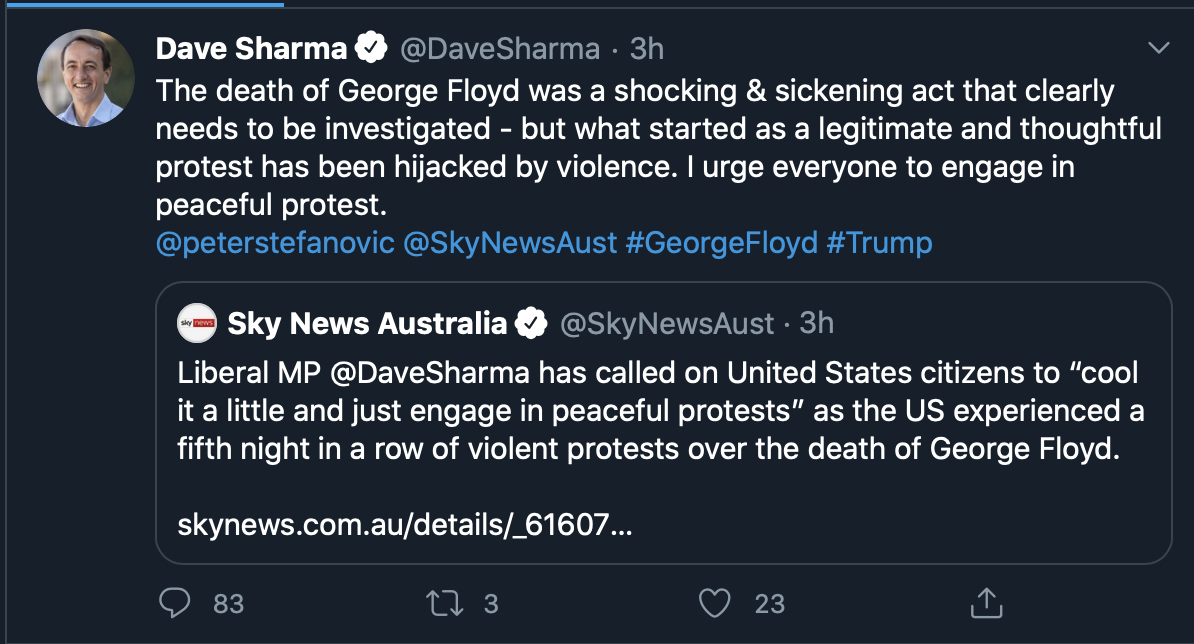 Dave Sharma @DaveSharma · 3h
The death of George Floyd was a shocking & sickening act that clearly
needs to be investigated - but what started as a legitimate and thoughtful
protest has been hijacked by violence. I urge everyone to engage in
peaceful protest.
@peterstefanovic @SkyNewsAust #GeorgeFloyd #Trump
sky news
Sky News Australia @SkyNewsAust · 3h
Liberal MP @DaveSharma has called on United States citizens to “cool
it a little and just engage in peaceful protests” as the US experienced a
fifth night in a row of violent protests over the death of George Floyd.
skynews.com.au/details/_61607...
83 3 23